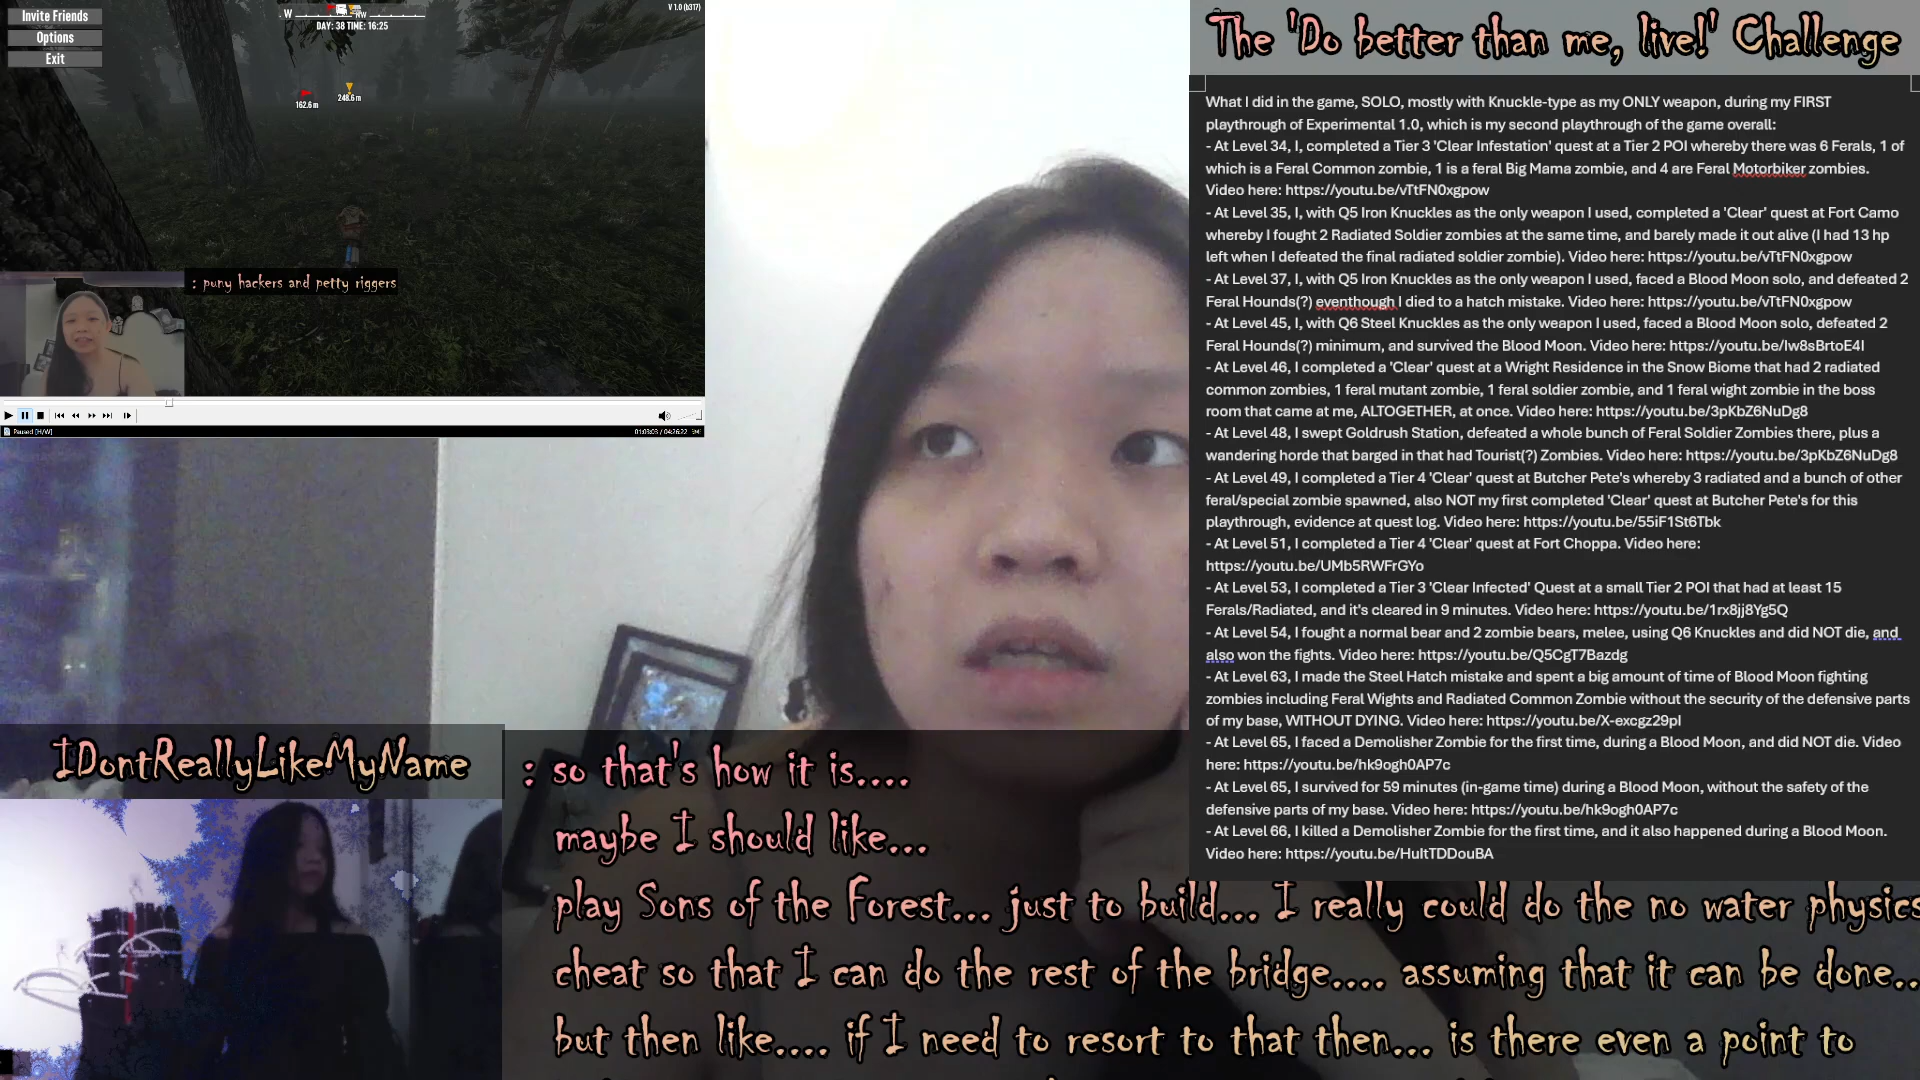 Invite Friends
Options
Exit
W
NW
DAY: 38 TIME: 16:25
V 1.0 (b317)
162.6 m
248.6 m
: puny hackers and petty riggers
Paused [H/W]
01:03:03 / 04:26:22
The 'Do better than me, live!' Challenge
What I did in the game, SOLO, mostly with Knuckle-type as my ONLY weapon, during my FIRST
playthrough of Experimental 1.0, which is my second playthrough of the game overall:
- At Level 34, I, completed a Tier 3 'Clear Infestation' quest at a Tier 2 POI whereby there was 6 Ferals, 1 of
which is a Feral Common zombie, 1 is a feral Big Mama zombie, and 4 are Feral Motorbiker zombies.
Video here: https://youtu.be/vTtFN0xgpow
- At Level 35, I, with Q5 Iron Knuckles as the only weapon I used, completed a 'Clear' quest at Fort Camo
whereby I fought 2 Radiated Soldier zombies at the same time, and barely made it out alive (I had 13 hp
left when I defeated the final radiated soldier zombie). Video here: https://youtu.be/vTtFN0xgpow
- At Level 37, I, with Q5 Iron Knuckles as the only weapon I used, faced a Blood Moon solo, and defeated 2
Feral Hounds(?) eventhough I died to a hatch mistake. Video here: https://youtu.be/vTtFN0xgpow
- At Level 45, I, with Q6 Steel Knuckles as the only weapon I used, faced a Blood Moon solo, defeated 2
Feral Hounds(?) minimum, and survived the Blood Moon. Video here: https://youtu.be/Iw8sBrtoE4I
- At Level 46, I completed a 'Clear' quest at a Wright Residence in the Snow Biome that had 2 radiated
common zombies, 1 feral mutant zombie, 1 feral soldier zombie, and 1 feral wight zombie in the boss
room that came at me, ALTOGETHER, at once. Video here: https://youtu.be/3pKbZ6NuDg8
- At Level 48, I swept Goldrush Station, defeated a whole bunch of Feral Soldier Zombies there, plus a
wandering horde that barged in that had Tourist(?) Zombies. Video here: https://youtu.be/3pKbZ6NuDg8
- At Level 49, I completed a Tier 4 'Clear' quest at Butcher Pete's whereby 3 radiated and a bunch of other
feral/special zombie spawned, also NOT my first completed 'Clear' quest at Butcher Pete's for this
playthrough, evidence at quest log. Video here: https://youtu.be/55iF1St6Tbk
- At Level 51, I completed a Tier 4 'Clear' quest at Fort Choppa. Video here:
https://youtu.be/UMb5RWFrGYo
- At Level 53, I completed a Tier 3 'Clear Infected' Quest at a small Tier 2 POI that had at least 15
Ferals/Radiated, and it's cleared in 9 minutes. Video here: https://youtu.be/1rx8jj8Yg5Q
- At Level 54, I fought a normal bear and 2 zombie bears, melee, using Q6 Knuckles and did NOT die, and
also won the fights. Video here: https://youtu.be/Q5CgT7Bazdg
- At Level 63, I made the Steel Hatch mistake and spent a big amount of time of Blood Moon fighting
zombies including Feral Wights and Radiated Common Zombie without the security of the defensive parts
of my base, WITHOUT DYING. Video here: https://youtu.be/X-excgz29pI
- At Level 65, I faced a Demolisher Zombie for the first time, during a Blood Moon, and did NOT die. Video
here: https://youtu.be/hk9ogh0AP7c
- At Level 65, I survived for 59 minutes (in-game time) during a Blood Moon, without the safety of the
defensive parts of my base. Video here: https://youtu.be/hk9ogh0AP7c
- At Level 66, I killed a Demolisher Zombie for the first time, and it also happened during a Blood Moon.
Video here: https://youtu.be/HuItTDDouBA
IDontReallyLikeMyName
: so that's how it is....
maybe I should like...
play Sons of the Forest... just to build... I really could do the no water physics
cheat so that I can do the rest of the bridge.... assuming that it can be done..
but then like.... if I need to resort to that then... is there even a point to